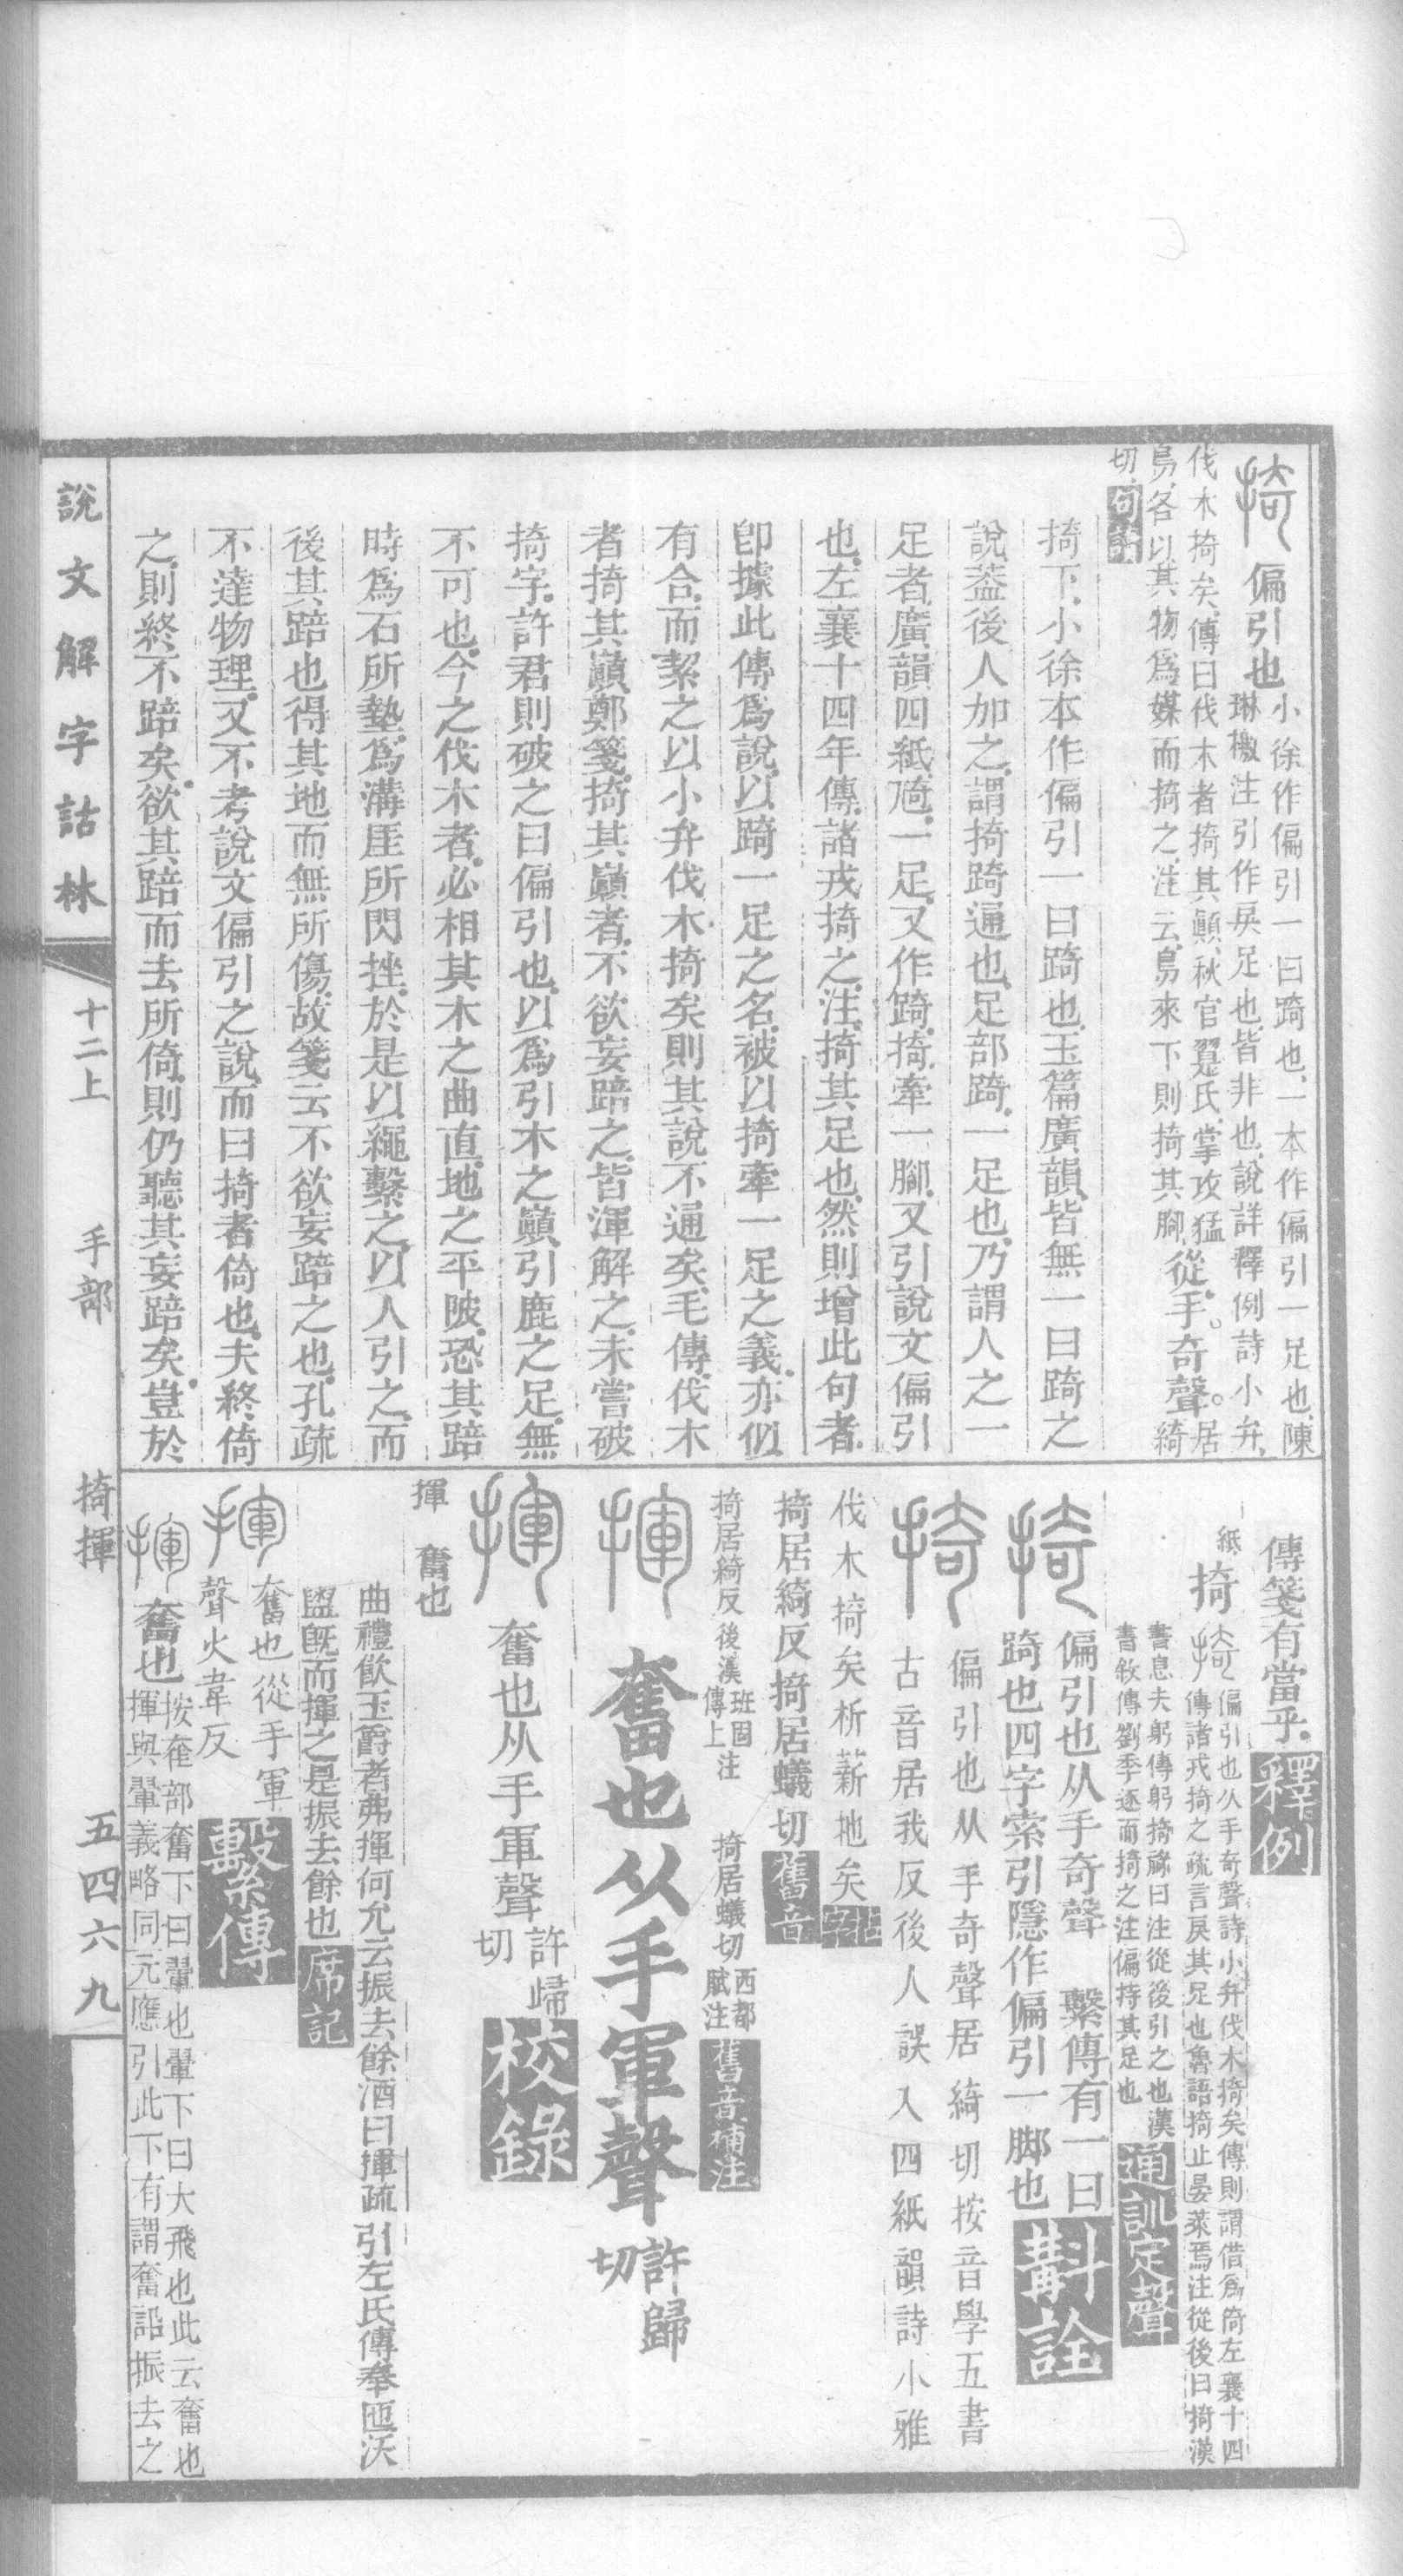 掎 偏引也
小徐作偏引一曰踦也一本作偏引一足也陳
琳檄注引作戾足也皆非也說詳釋例詩小弁
伐木掎矣傳曰伐木者掎其顚秋官翨氏掌攻猛
鳥各以其物爲媒而掎之注云鳥來下則掎其腳
從手奇聲
居綺
切
句讀
掎下小徐本作偏引一曰踦也玉篇廣韻皆無一曰踦之
說葢後人加之謂掎踦通也足部踦一足也乃謂人之一
足者廣韻四紙𨂂一足又作踦掎牽一腳又引說文偏引
也左襄十四年傳諸戎掎之注掎其足也然則增此句者
卽據此傳爲說以踦一足之名被以掎牽一足之義亦似
有合而絜之以小弁伐木掎矣則其說不通矣毛傳伐木
者掎其巔鄭箋掎其巔者不欲妄踣之皆渾解之未嘗破
掎字許君則破之曰偏引也以爲引木之巔引鹿之足無
不可也今之伐木者必相其木之曲直地之平陂恐其踣
時爲石所墊爲溝厓所閃挫於是以繩繫之以人引之而
後其踣也得其地而無所傷故箋云不欲妄踣之也孔疏
不達物理又不考說文偏引之說而曰掎者倚也夫終倚
之則終不踣矣欲其踣而去所倚則仍聽其妄踣矣豈於
傳箋有當乎
釋例
紙
掎
掎 偏引也从手奇聲詩小弁伐木掎矣傳則謂借爲倚左襄十四
傳諸戎掎之疏言戾其足也魯語掎止晏萊焉注從後曰掎漢
書息夫躬傳躬掎祿曰注從後引之也漢
書敘傳劉季逐而掎之注偏持其足也
通訓定聲
掎 偏引也从手奇聲 繫傳有一曰
踦也四字索引隱作偏引一脚也
斠詮
掎 偏引也从手奇聲居綺切按音學五書
古音居我反後人誤入四紙韻詩小雅
伐木掎矣析薪地矣
掎居綺反掎居蟻切
舊音
掎居綺反
後漢班固
傳上注
掎居蟻切
西都
賦注
舊音補注
揮 奮也从手軍聲
許歸
切
揮 奮也从手軍聲
許歸
切
校錄
揮 奮也
曲禮飮玉爵者弗揮何允云振去餘酒曰揮疏引左氏傳奉匜沃
盥旣而揮之是振去餘也
席記
揮 奮也從手軍
聲火韋反
繫傳
揮 奮也
按奞部奮下曰翬也翬下曰大飛也此云奮也
揮與翬義略同元應引此下有謂奮訊振去之
說文解字詁林
十二上
手部
掎揮
五四六九